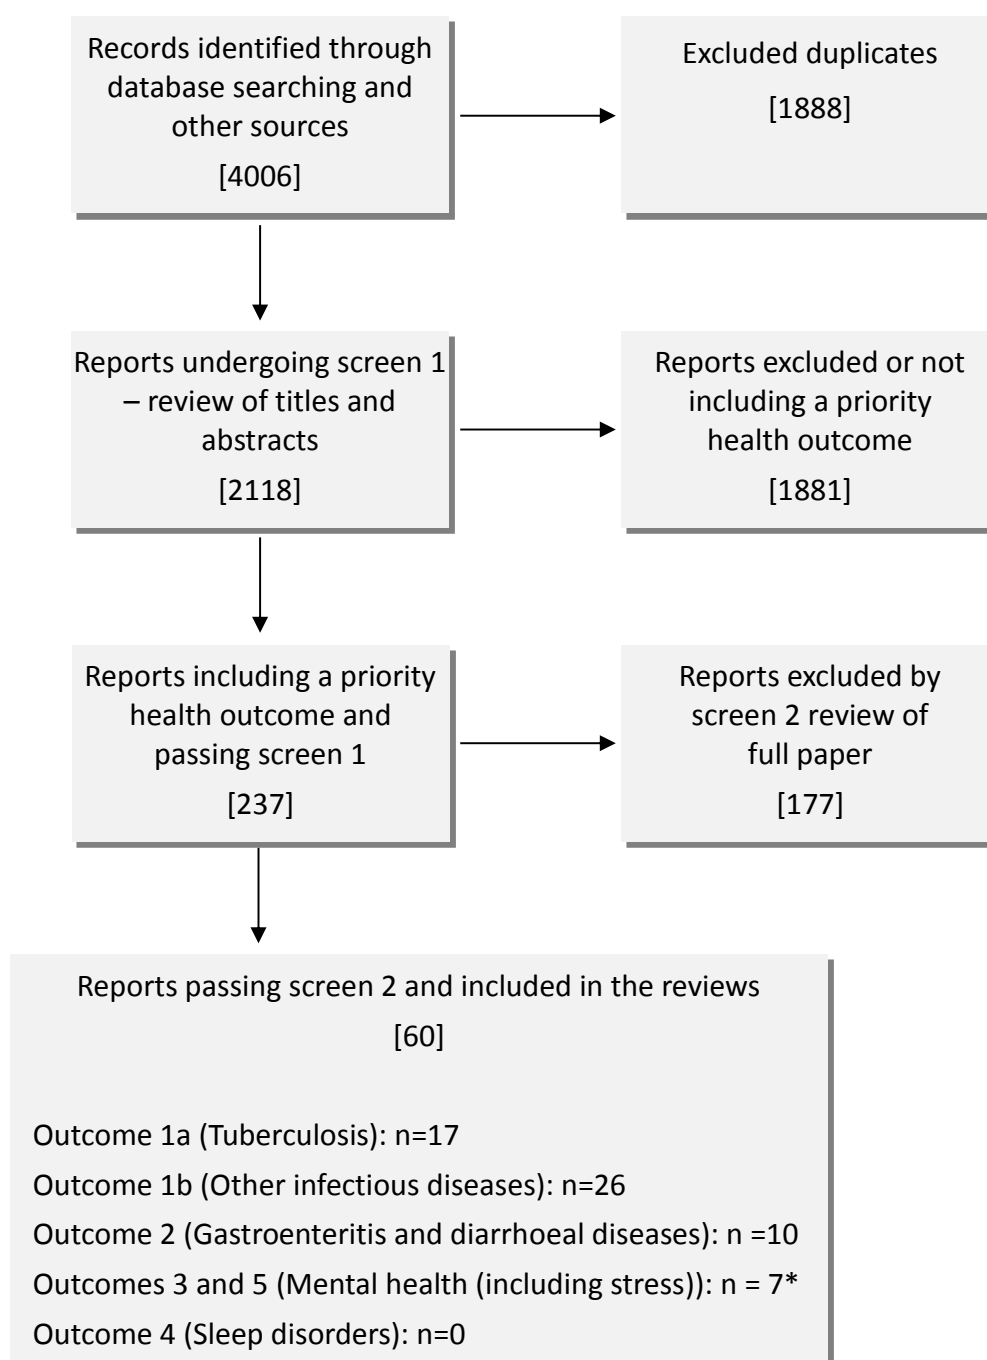 Records identified through
database searching and
other sources
[4006]
Excluded duplicates
[1888]
Reports undergoing screen 1
– review of titles and
abstracts
[2118]
Reports excluded or not
including a priority
health outcome
[1881]
Reports including a priority
health outcome and
passing screen 1
[237]
Reports excluded by
screen 2 review of
full paper
[177]
Reports passing screen 2 and included in the reviews
[60]
Outcome 1a (Tuberculosis): n=17
Outcome 1b (Other infectious diseases): n=26
Outcome 2 (Gastroenteritis and diarrhoeal diseases): n =10
Outcomes 3 and 5 (Mental health (including stress)): n = 7*
Outcome 4 (Sleep disorders): n=0